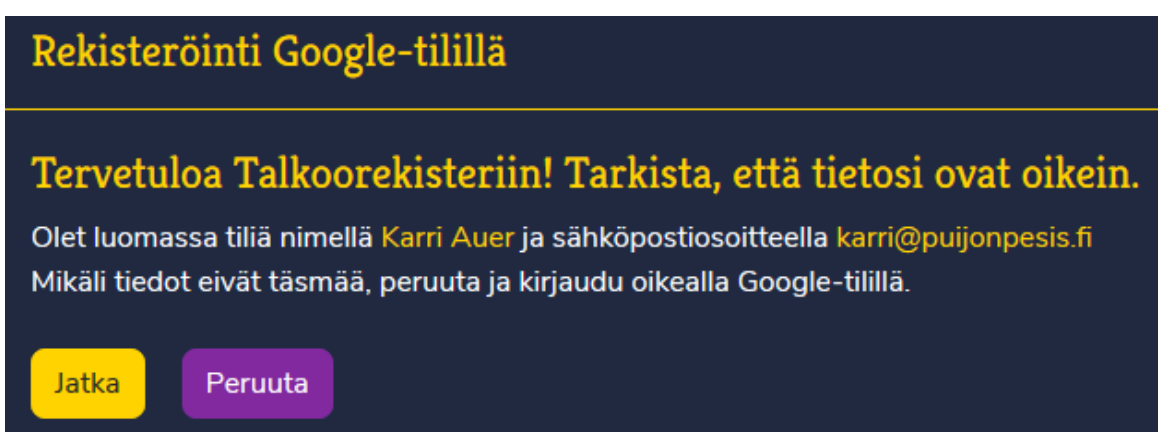 Rekisteröinti Google-tilillä
Tervetuloa Talkoorekisteriin! Tarkista, että tietosi ovat oikein.
Olet luomassa tiliä nimellä Karri Auer ja sähköpostiosoitteella karri@puijonpesis.fi
Mikäli tiedot eivät täsmää, peruuta ja kirjaudu oikealla Google-tilillä.
Jatka Peruuta